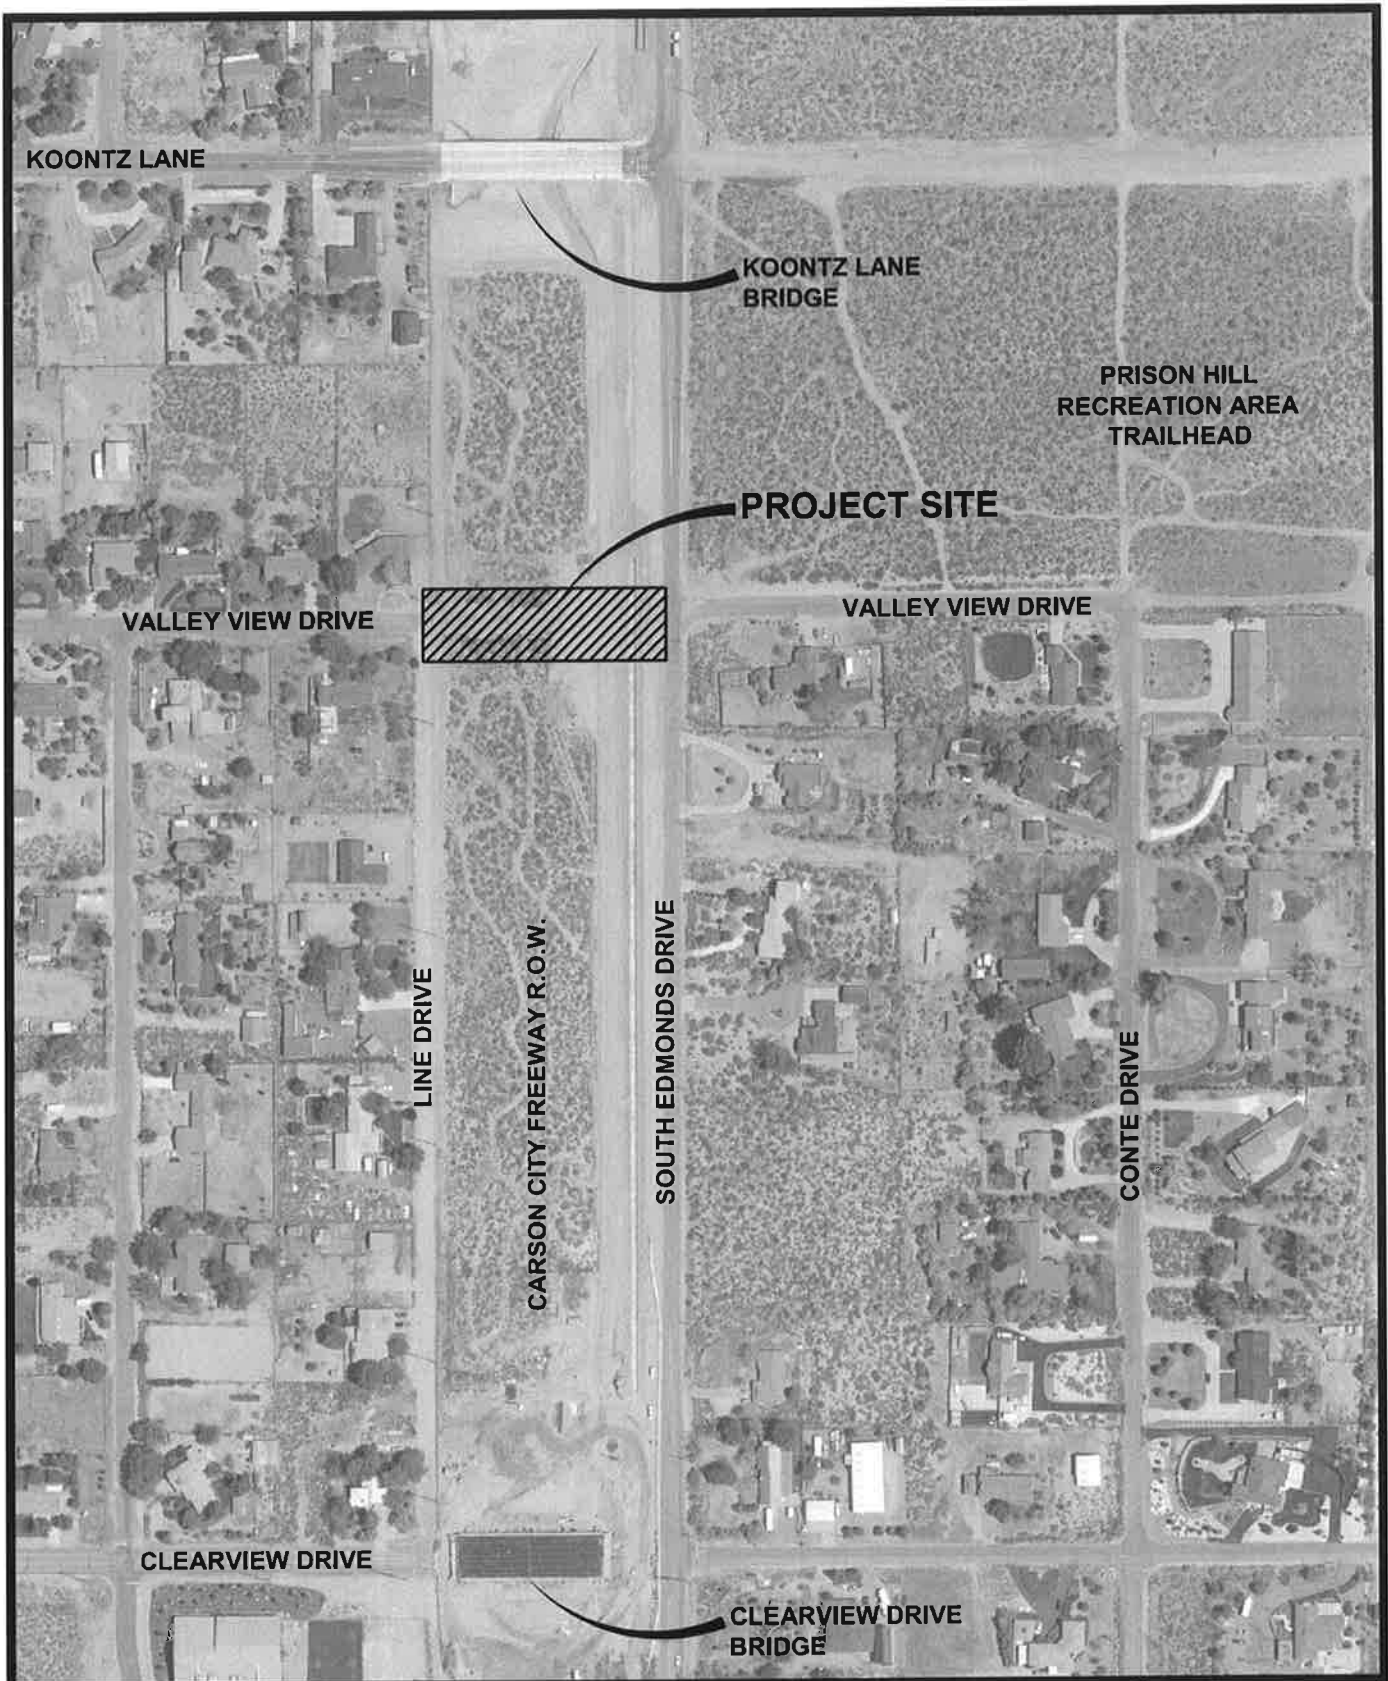 KOONTZ LANE
KOONTZ LANE
BRIDGE
PRISON HILL
RECREATION AREA
TRAILHEAD
PROJECT SITE
VALLEY VIEW DRIVE
VALLEY VIEW DRIVE
LINE DRIVE
CARSON CITY FREEWAY R.O.W.
SOUTH EDMONDS DRIVE
CONTE DRIVE
CLEARVIEW DRIVE
CLEARVIEW DRIVE
BRIDGE